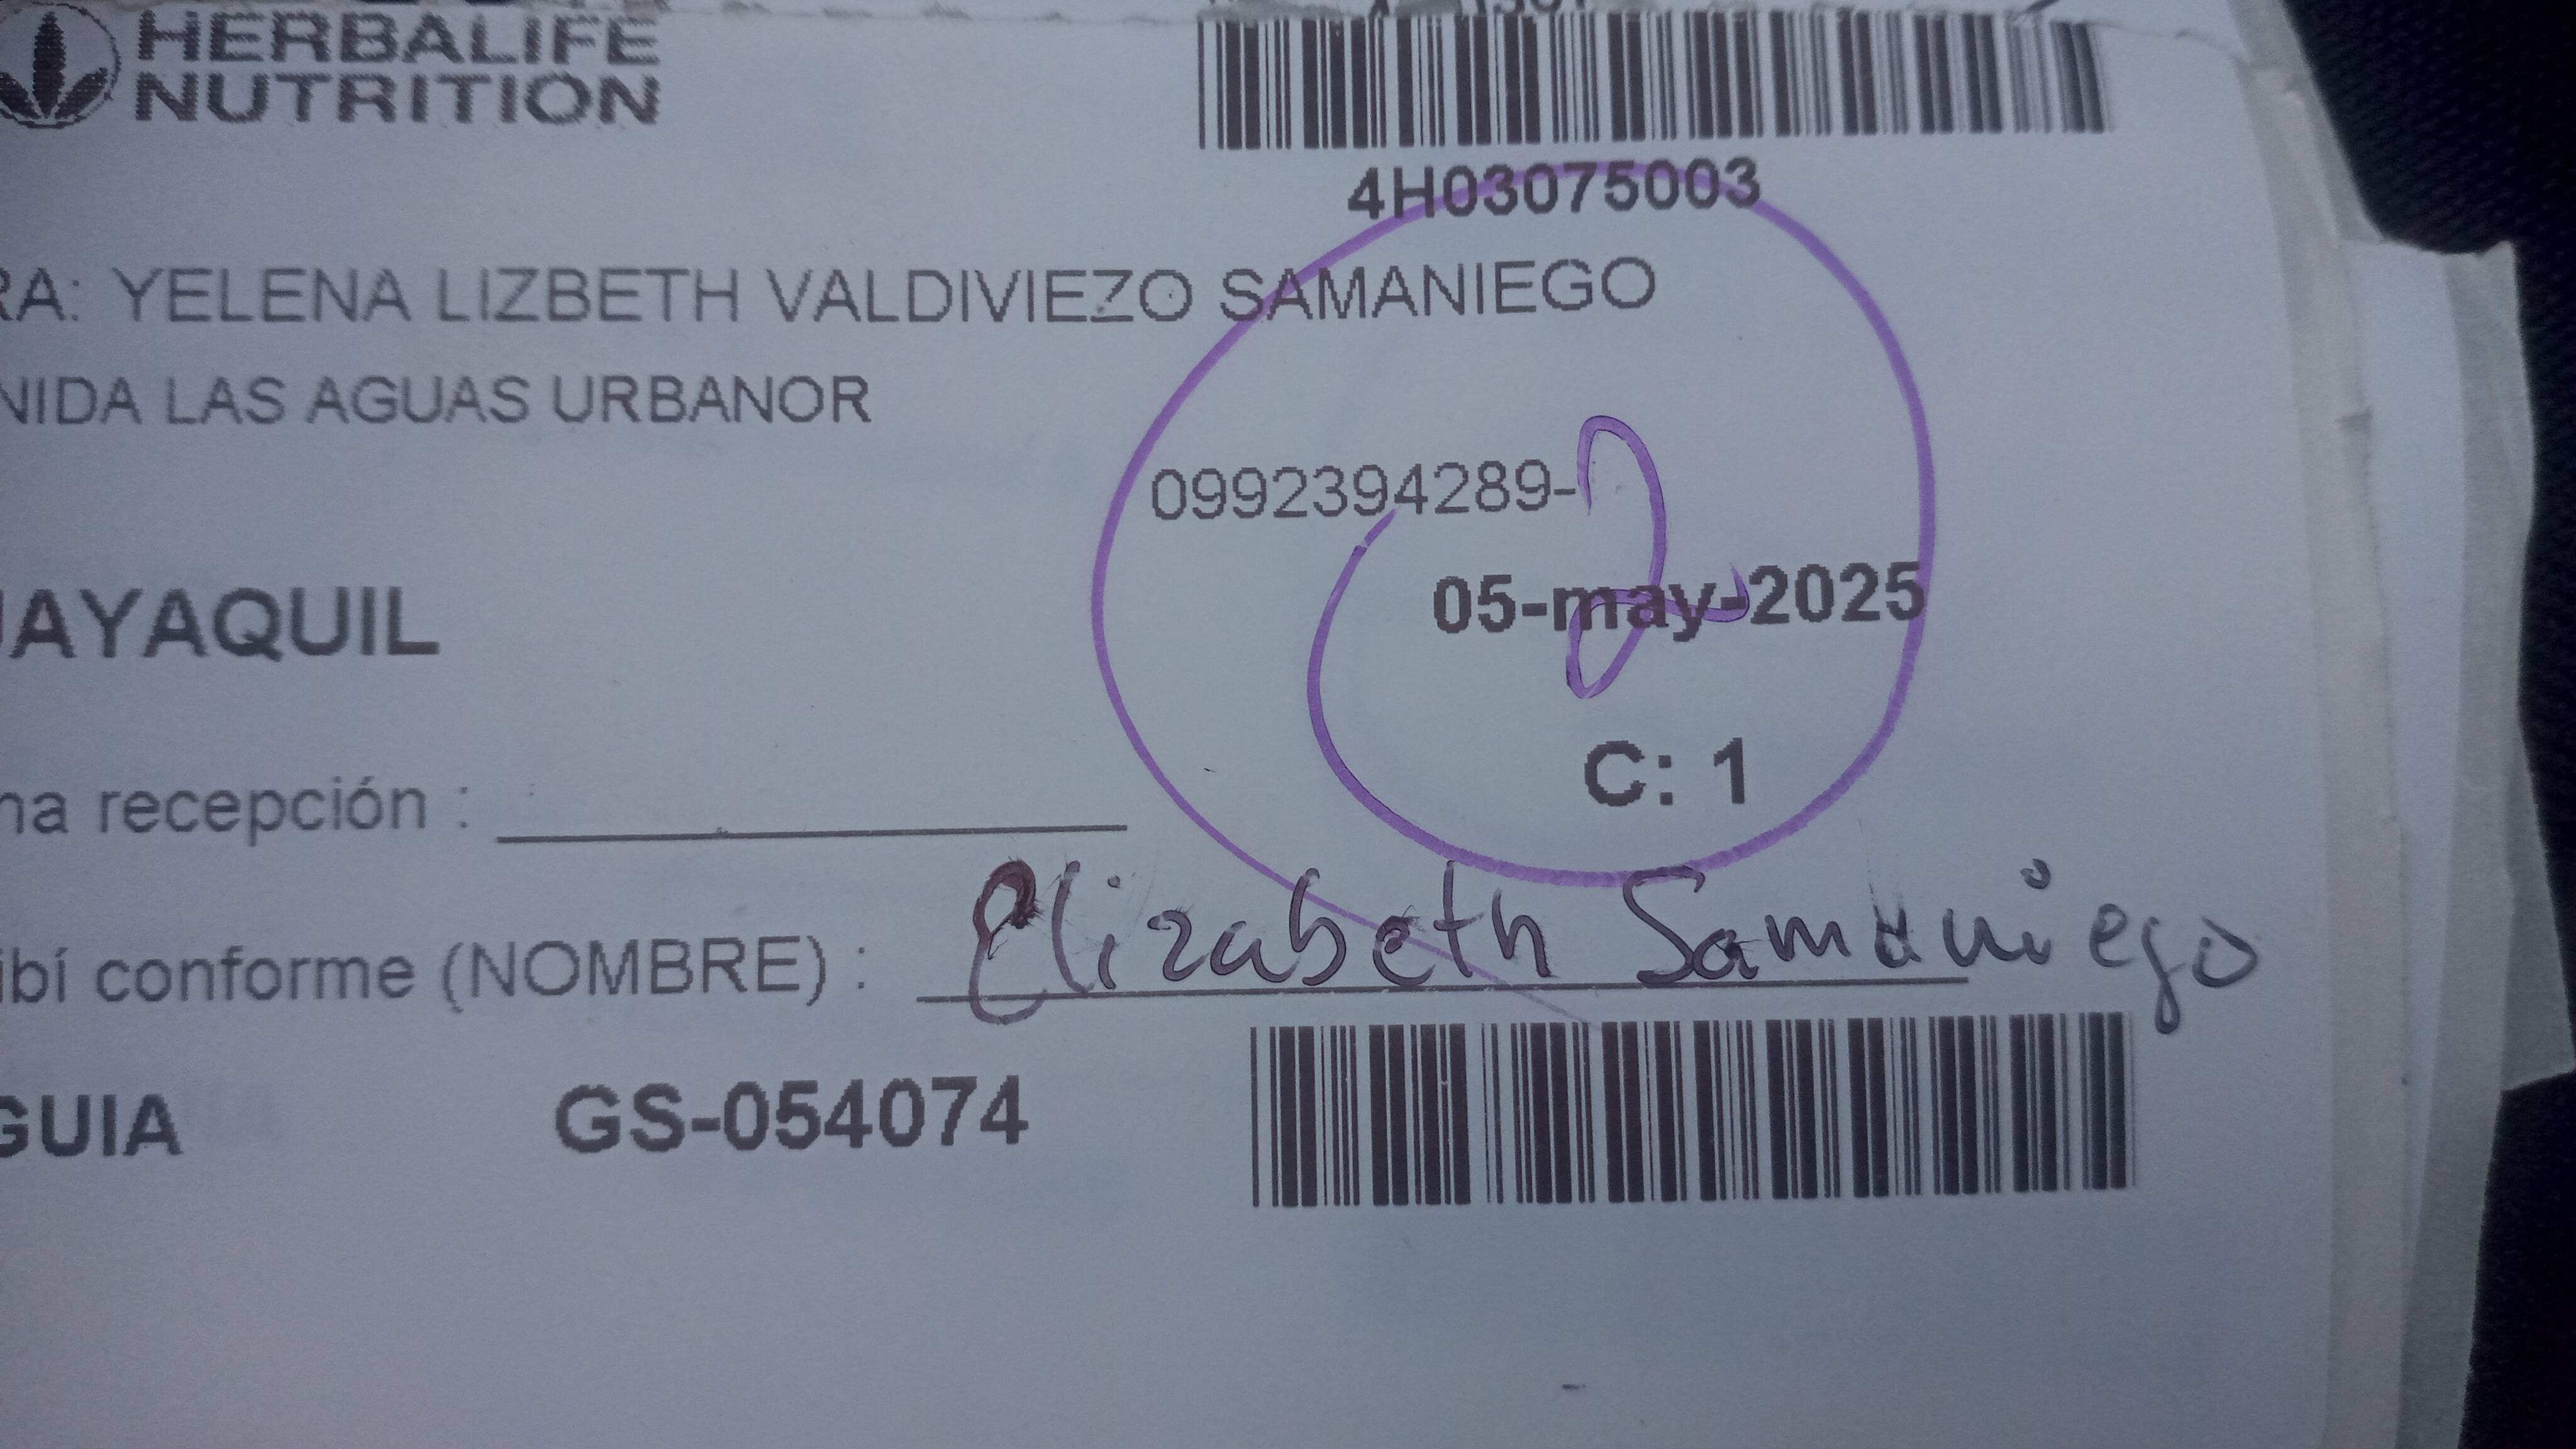 HERBALIFE
NUTRITION
4H03075003
RA: YELENA LIZBETH VALDIVIEZO SAMANIEGO
NIDA LAS AGUAS URBANOR
0992394289-
2
05-may-2025
AYAQUIL
C: 1
na recepción :
ibí conforme (NOMBRE) : Elizabeth Samaniego
GUIA GS-054074